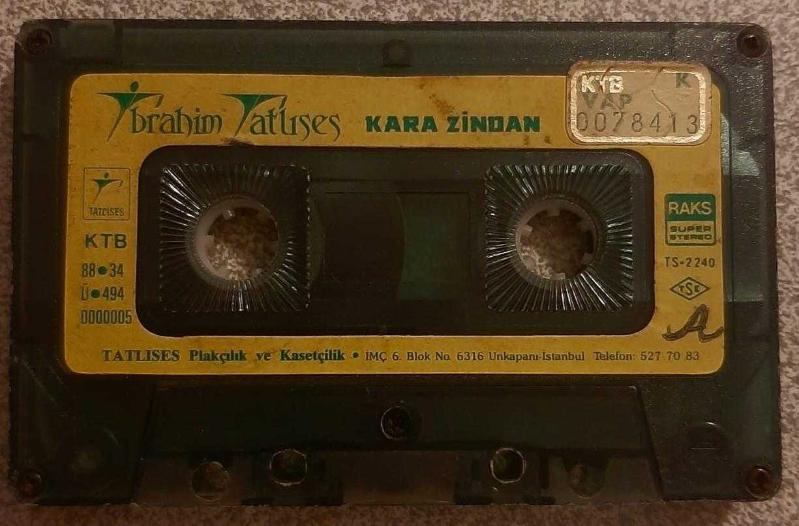 İbrahim Tatlıses KARA ZİNDAN
KTB K
VAP
0078413
TATLISES
KTB
88•34
Ü•494
0000005
RAKS
SUPER
STEREO
TS-2240
TSE
A
TATLISES Plakçılık ve Kasetçilik • İMÇ 6. Blok No. 6316 Unkapanı-İstanbul Telefon: 527 70 83